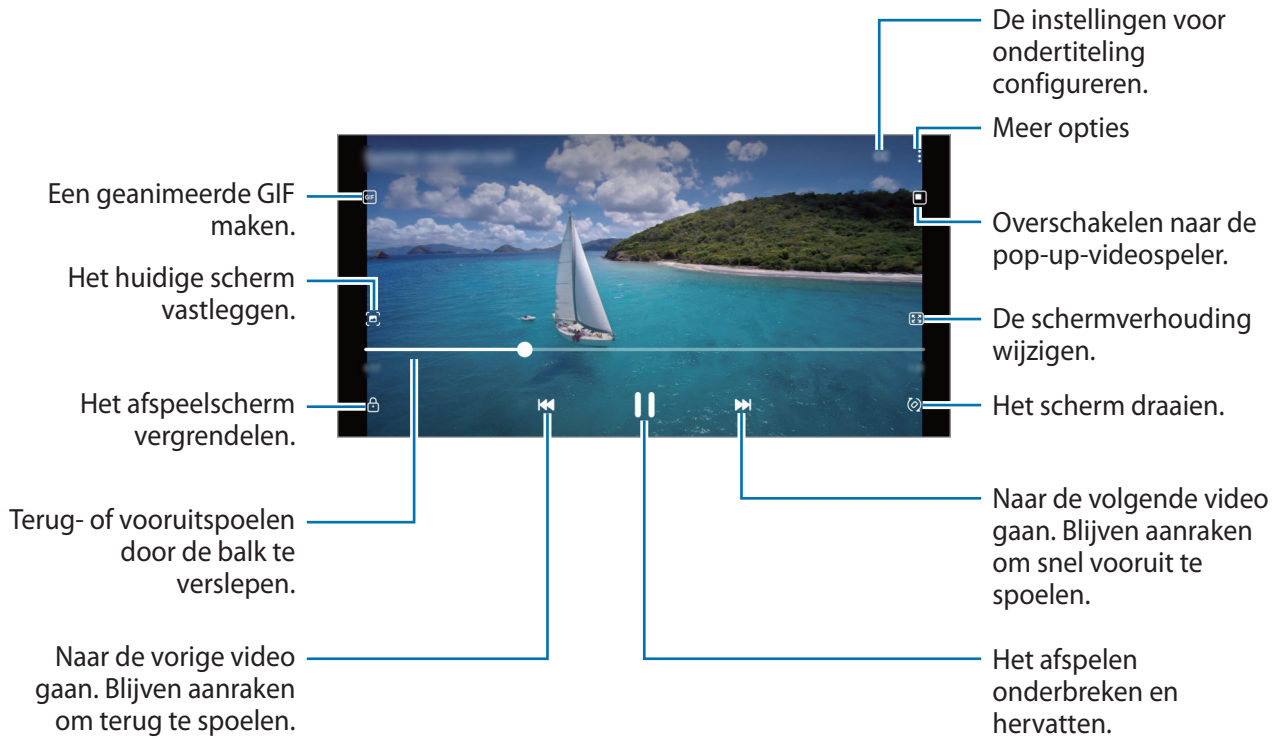 De instellingen voor
ondertiteling
configureren.
Meer opties
Een geanimeerde GIF
maken.
GIF
Overschakelen naar de
pop-up-videospeler.
Het huidige scherm
vastleggen.
De schermverhouding
wijzigen.
Het afspeelscherm
vergrendelen.
Het scherm draaien.
Terug- of vooruitspoelen
door de balk te
verslepen.
Naar de volgende video
gaan. Blijven aanraken
om snel vooruit te
spoelen.
Naar de vorige video
gaan. Blijven aanraken
om terug te spoelen.
Het afspelen
onderbreken en
hervatten.